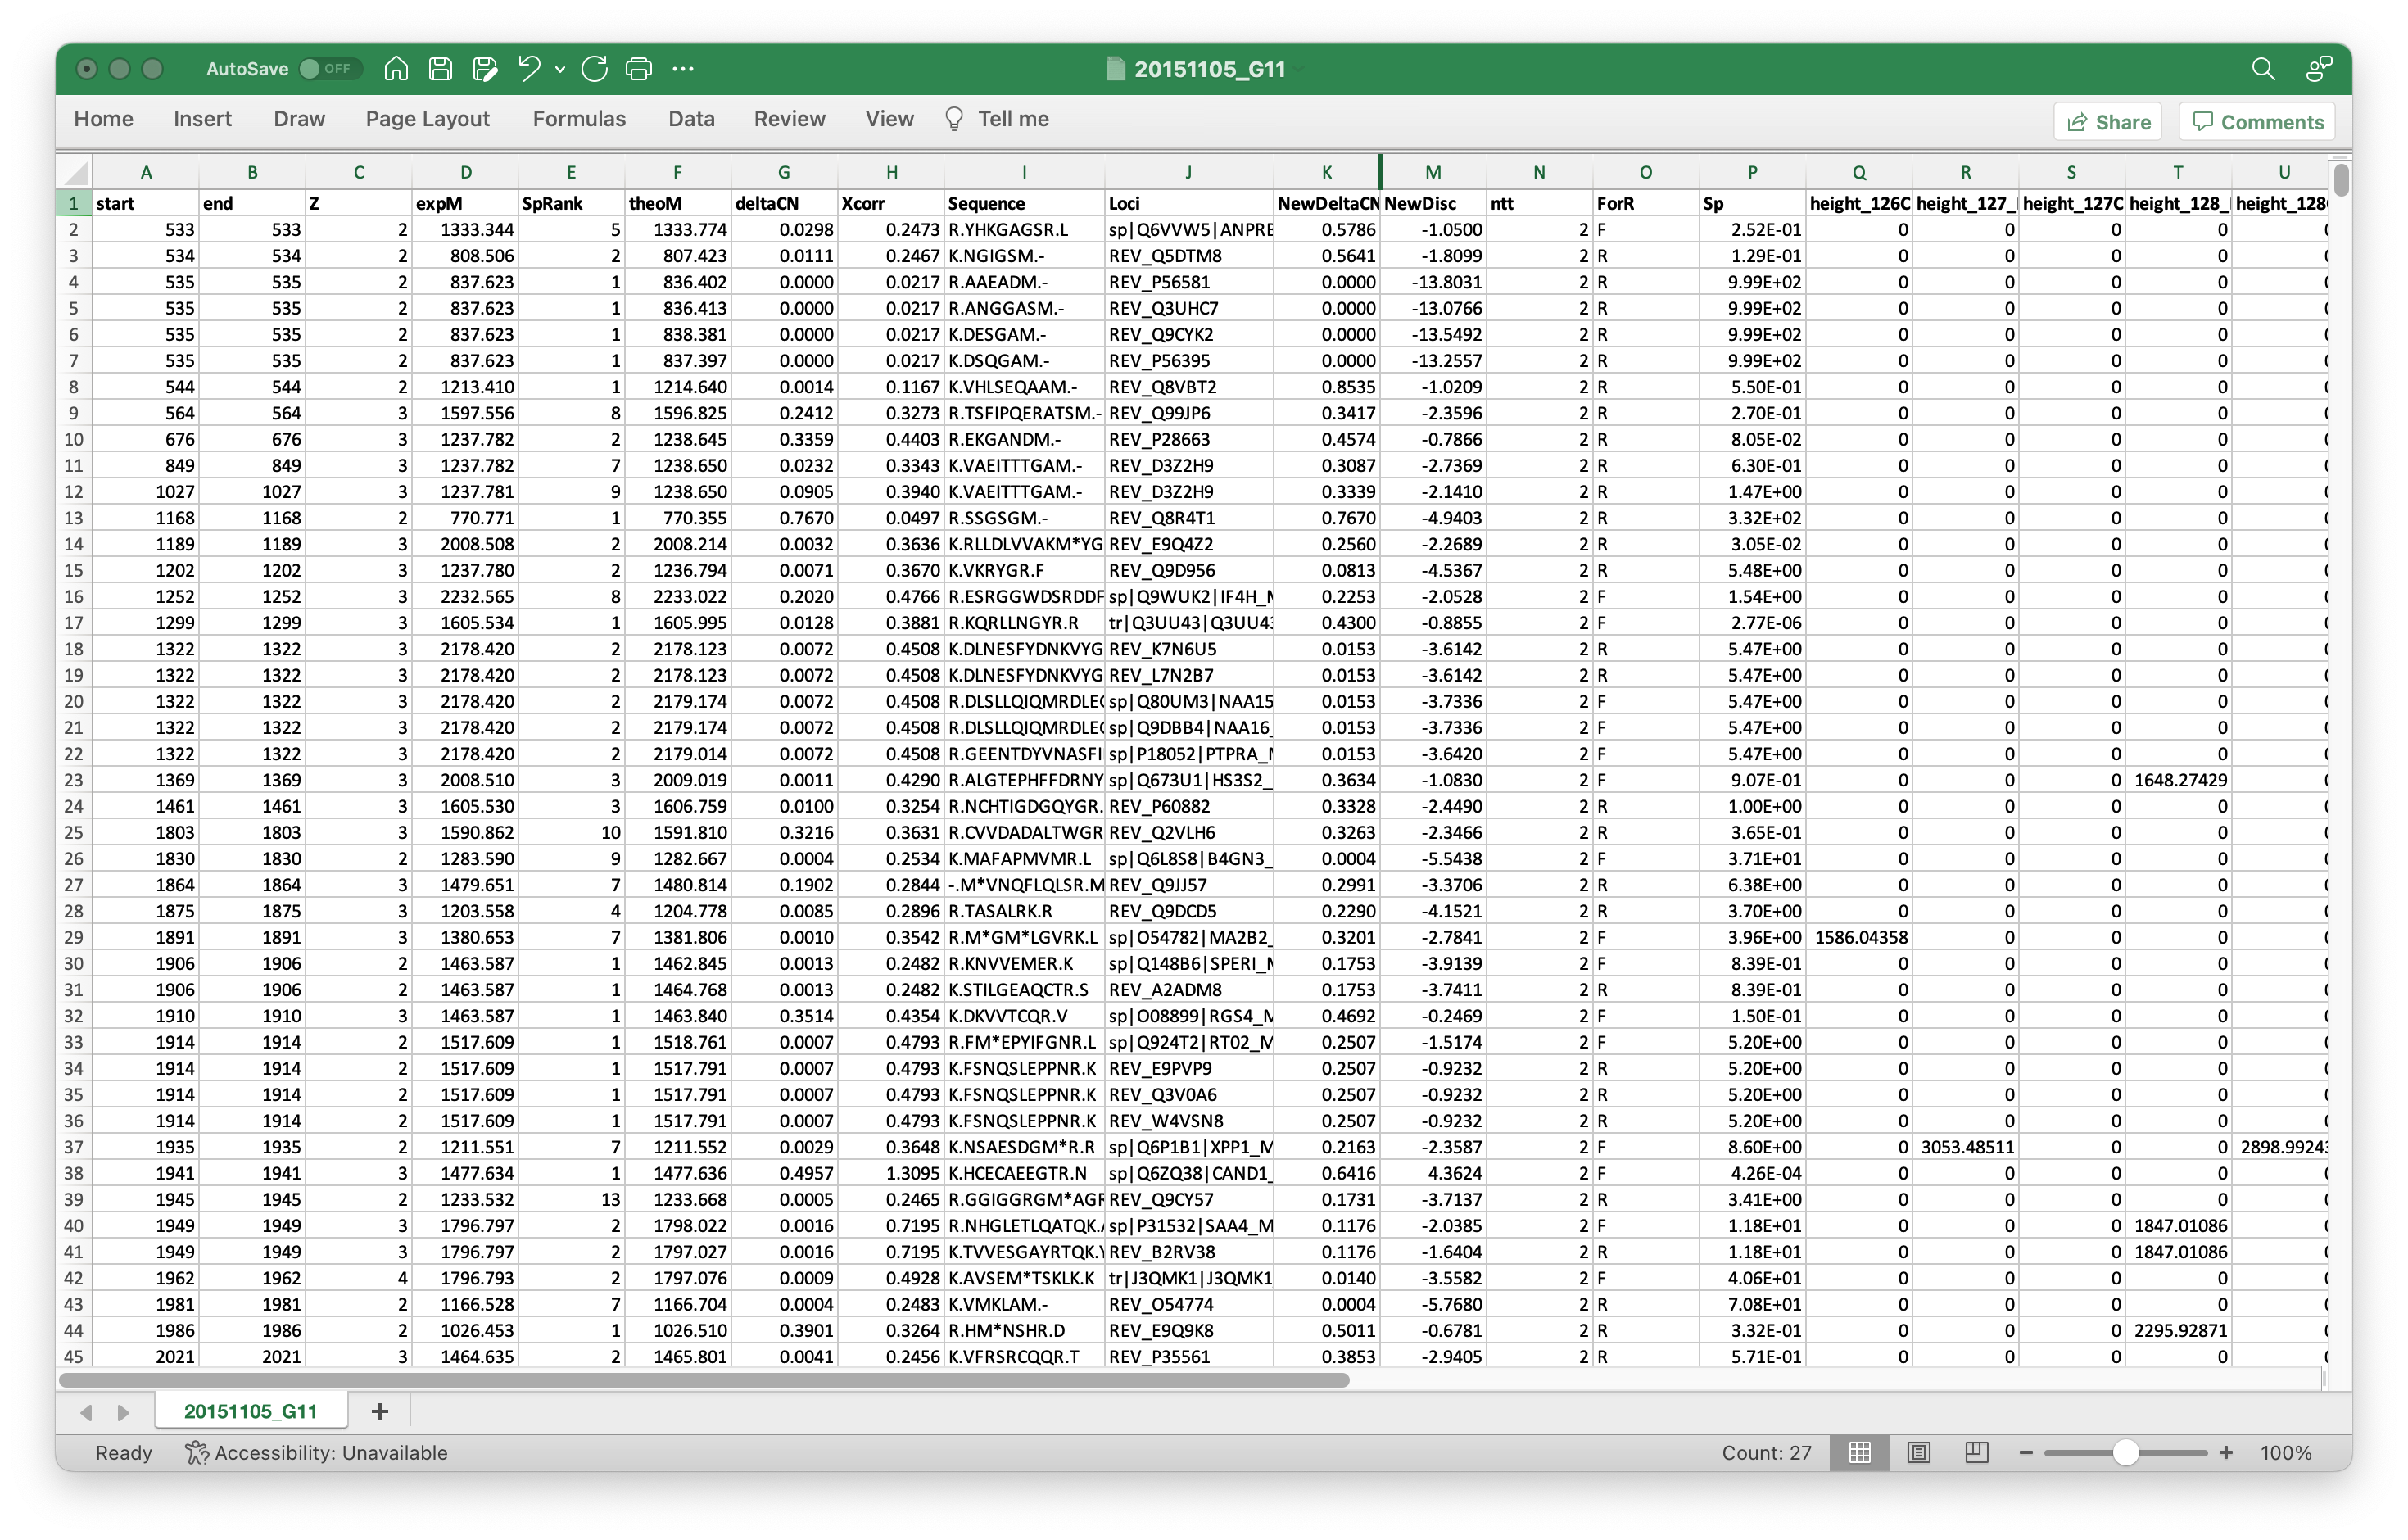 AutoSave OFF 20151105_G11
Home Insert Draw Page Layout Formulas Data Review View Tell me Share Comments
A B C D E F G H I J K M N O P Q R S T U
1 start end Z expM SpRank theoM deltaCN Xcorr Sequence Loci NewDeltaCN NewDisc ntt ForR Sp height_126C height_127_ height_127C height_128_ height_128
2 533 533 2 1333.344 5 1333.774 0.0298 0.2473 R.YHKGAGSR.L sp|Q6VVW5|ANPRE 0.5786 -1.0500 2 F 2.52E-01 0 0 0 0
3 534 534 2 808.506 2 807.423 0.0111 0.2467 K.NGIGSM.- REV_Q5DTM8 0.5641 -1.8099 2 R 1.29E-01 0 0 0 0
4 535 535 2 837.623 1 836.402 0.0000 0.0217 R.AAEADM.- REV_P56581 0.0000 -13.8031 2 R 9.99E+02 0 0 0 0
5 535 535 2 837.623 1 836.413 0.0000 0.0217 R.ANGGASM.- REV_Q3UHC7 0.0000 -13.0766 2 R 9.99E+02 0 0 0 0
6 535 535 2 837.623 1 838.381 0.0000 0.0217 K.DESGAM.- REV_Q9CYK2 0.0000 -13.5492 2 R 9.99E+02 0 0 0 0
7 535 535 2 837.623 1 837.397 0.0000 0.0217 K.DSQGAM.- REV_P56395 0.0000 -13.2557 2 R 9.99E+02 0 0 0 0
8 544 544 2 1213.410 1 1214.640 0.0014 0.1167 K.VHLSEQAAM.- REV_Q8VBT2 0.8535 -1.0209 2 R 5.50E-01 0 0 0 0
9 564 564 3 1597.556 8 1596.825 0.2412 0.3273 R.TSFIPQERATSM.- REV_Q99JP6 0.3417 -2.3596 2 R 2.70E-01 0 0 0 0
10 676 676 3 1237.782 2 1238.645 0.3359 0.4403 R.EKGANDM.- REV_P28663 0.4574 -0.7866 2 R 8.05E-02 0 0 0 0
11 849 849 3 1237.782 7 1238.650 0.0232 0.3343 K.VAEITTTGAM.- REV_D3Z2H9 0.3087 -2.7369 2 R 6.30E-01 0 0 0 0
12 1027 1027 3 1237.781 9 1238.650 0.0905 0.3940 K.VAEITTTGAM.- REV_D3Z2H9 0.3339 -2.1410 2 R 1.47E+00 0 0 0 0
13 1168 1168 2 770.771 1 770.355 0.7670 0.0497 R.SSGSGM.- REV_Q8R4T1 0.7670 -4.9403 2 R 3.32E+02 0 0 0 0
14 1189 1189 3 2008.508 2 2008.214 0.0032 0.3636 K.RLLDLVVAKM*YG REV_E9Q4Z2 0.2560 -2.2689 2 R 3.05E-02 0 0 0 0
15 1202 1202 3 1237.780 2 1236.794 0.0071 0.3670 K.VKRYGR.F REV_Q9D956 0.0813 -4.5367 2 R 5.48E+00 0 0 0 0
16 1252 1252 3 2232.565 8 2233.022 0.2020 0.4766 R.ESRGGWDSRDDF sp|Q9WUK2|IF4H_M 0.2253 -2.0528 2 F 1.54E+00 0 0 0 0
17 1299 1299 3 1605.534 1 1605.995 0.0128 0.3881 R.KQRLLNGYR.R tr|Q3UU43|Q3UU43 0.4300 -0.8855 2 F 2.77E-06 0 0 0 0
18 1322 1322 3 2178.420 2 2178.123 0.0072 0.4508 K.DLNESFYDNKVYG REV_K7N6U5 0.0153 -3.6142 2 R 5.47E+00 0 0 0 0
19 1322 1322 3 2178.420 2 2178.123 0.0072 0.4508 K.DLNESFYDNKVYG REV_L7N2B7 0.0153 -3.6142 2 R 5.47E+00 0 0 0 0
20 1322 1322 3 2178.420 2 2179.174 0.0072 0.4508 R.DLSLLQIQMRDLE sp|Q80UM3|NAA15 0.0153 -3.7336 2 F 5.47E+00 0 0 0 0
21 1322 1322 3 2178.420 2 2179.174 0.0072 0.4508 R.DLSLLQIQMRDLE sp|Q9DBB4|NAA16_ 0.0153 -3.7336 2 F 5.47E+00 0 0 0 0
22 1322 1322 3 2178.420 2 2179.014 0.0072 0.4508 R.GEENTDYVNASFI sp|P18052|PTPRA_M 0.0153 -3.6420 2 F 5.47E+00 0 0 0 0
23 1369 1369 3 2008.510 3 2009.019 0.0011 0.4290 R.ALGTEPHFFDRNY sp|Q673U1|HS3S2_ 0.3634 -1.0830 2 F 9.07E-01 0 0 0 1648.27429
24 1461 1461 3 1605.530 3 1606.759 0.0100 0.3254 R.NCHTIGDGQYGR. REV_P60882 0.3328 -2.4490 2 R 1.00E+00 0 0 0 0
25 1803 1803 3 1590.862 10 1591.810 0.3216 0.3631 R.CVVDADALTWGR REV_Q2VLH6 0.3263 -2.3466 2 R 3.65E-01 0 0 0 0
26 1830 1830 2 1283.590 9 1282.667 0.0004 0.2534 K.MAFAPMVMR.L sp|Q6L8S8|B4GN3_ 0.0004 -5.5438 2 F 3.71E+01 0 0 0 0
27 1864 1864 3 1479.651 7 1480.814 0.1902 0.2844 -.M*VNQFLQLSR.M REV_Q9JJ57 0.2991 -3.3706 2 R 6.38E+00 0 0 0 0
28 1875 1875 3 1203.558 4 1204.778 0.0085 0.2896 R.TASALRK.R REV_Q9DCD5 0.2290 -4.1521 2 R 3.70E+00 0 0 0 0
29 1891 1891 3 1380.653 7 1381.806 0.0010 0.3542 R.M*GM*LGVRK.L sp|O54782|MA2B2_ 0.3201 -2.7841 2 F 3.96E+00 1586.04358 0 0 0
30 1906 1906 2 1463.587 1 1462.845 0.0013 0.2482 R.KNVVEMER.K sp|Q148B6|SPERI_M 0.1753 -3.9139 2 F 8.39E-01 0 0 0 0
31 1906 1906 2 1463.587 1 1464.768 0.0013 0.2482 K.STILGEAQCTR.S REV_A2ADM8 0.1753 -3.7411 2 R 8.39E-01 0 0 0 0
32 1910 1910 3 1463.587 1 1463.840 0.3514 0.4354 K.DKVVTCQR.V sp|O08899|RGS4_M 0.4692 -0.2469 2 F 1.50E-01 0 0 0 0
33 1914 1914 2 1517.609 1 1518.761 0.0007 0.4793 R.FM*EPYIFGNR.L sp|Q924T2|RT02_M 0.2507 -1.5174 2 F 5.20E+00 0 0 0 0
34 1914 1914 2 1517.609 1 1517.791 0.0007 0.4793 K.FSNQSLEPPNR.K REV_E9PVP9 0.2507 -0.9232 2 R 5.20E+00 0 0 0 0
35 1914 1914 2 1517.609 1 1517.791 0.0007 0.4793 K.FSNQSLEPPNR.K REV_Q3V0A6 0.2507 -0.9232 2 R 5.20E+00 0 0 0 0
36 1914 1914 2 1517.609 1 1517.791 0.0007 0.4793 K.FSNQSLEPPNR.K REV_W4VSN8 0.2507 -0.9232 2 R 5.20E+00 0 0 0 0
37 1935 1935 2 1211.551 7 1211.552 0.0029 0.3648 K.NSAESDGM*R.R sp|Q6P1B1|XPP1_M 0.2163 -2.3587 2 F 8.60E+00 0 3053.48511 0 0 2898.99243
38 1941 1941 3 1477.634 1 1477.636 0.4957 1.3095 K.HCECAEEGTR.N sp|Q6ZQ38|CAND1_ 0.6416 4.3624 2 F 4.26E-04 0 0 0 0
39 1945 1945 2 1233.532 13 1233.668 0.0005 0.2465 R.GGIGGRGM*AGR REV_Q9CY57 0.1731 -3.7137 2 R 3.41E+00 0 0 0 0
40 1949 1949 3 1796.797 2 1798.022 0.0016 0.7195 R.NHGLETLQATQK. sp|P31532|SAA4_M 0.1176 -2.0385 2 F 1.18E+01 0 0 0 1847.01086
41 1949 1949 3 1796.797 2 1797.027 0.0016 0.7195 K.TVVESGAYRTQK.Y REV_B2RV38 0.1176 -1.6404 2 R 1.18E+01 0 0 0 1847.01086
42 1962 1962 4 1796.793 2 1797.076 0.0009 0.4928 K.AVSEM*TSKLK.K tr|J3QMK1|J3QMK1 0.0140 -3.5582 2 F 4.06E+01 0 0 0 0
43 1981 1981 2 1166.528 7 1166.704 0.0004 0.2483 K.VMKLAM.- REV_O54774 0.0004 -5.7680 2 R 7.08E+01 0 0 0 0
44 1986 1986 2 1026.453 1 1026.510 0.3901 0.3264 R.HM*NSHR.D REV_E9Q9K8 0.5011 -0.6781 2 R 3.32E-01 0 0 0 2295.92871
45 2021 2021 3 1464.635 2 1465.801 0.0041 0.2456 K.VFRSRCQQR.T REV_P35561 0.3853 -2.9405 2 R 5.71E-01 0 0 0 0
20151105_G11 +
Ready Accessibility: Unavailable Count: 27 100%